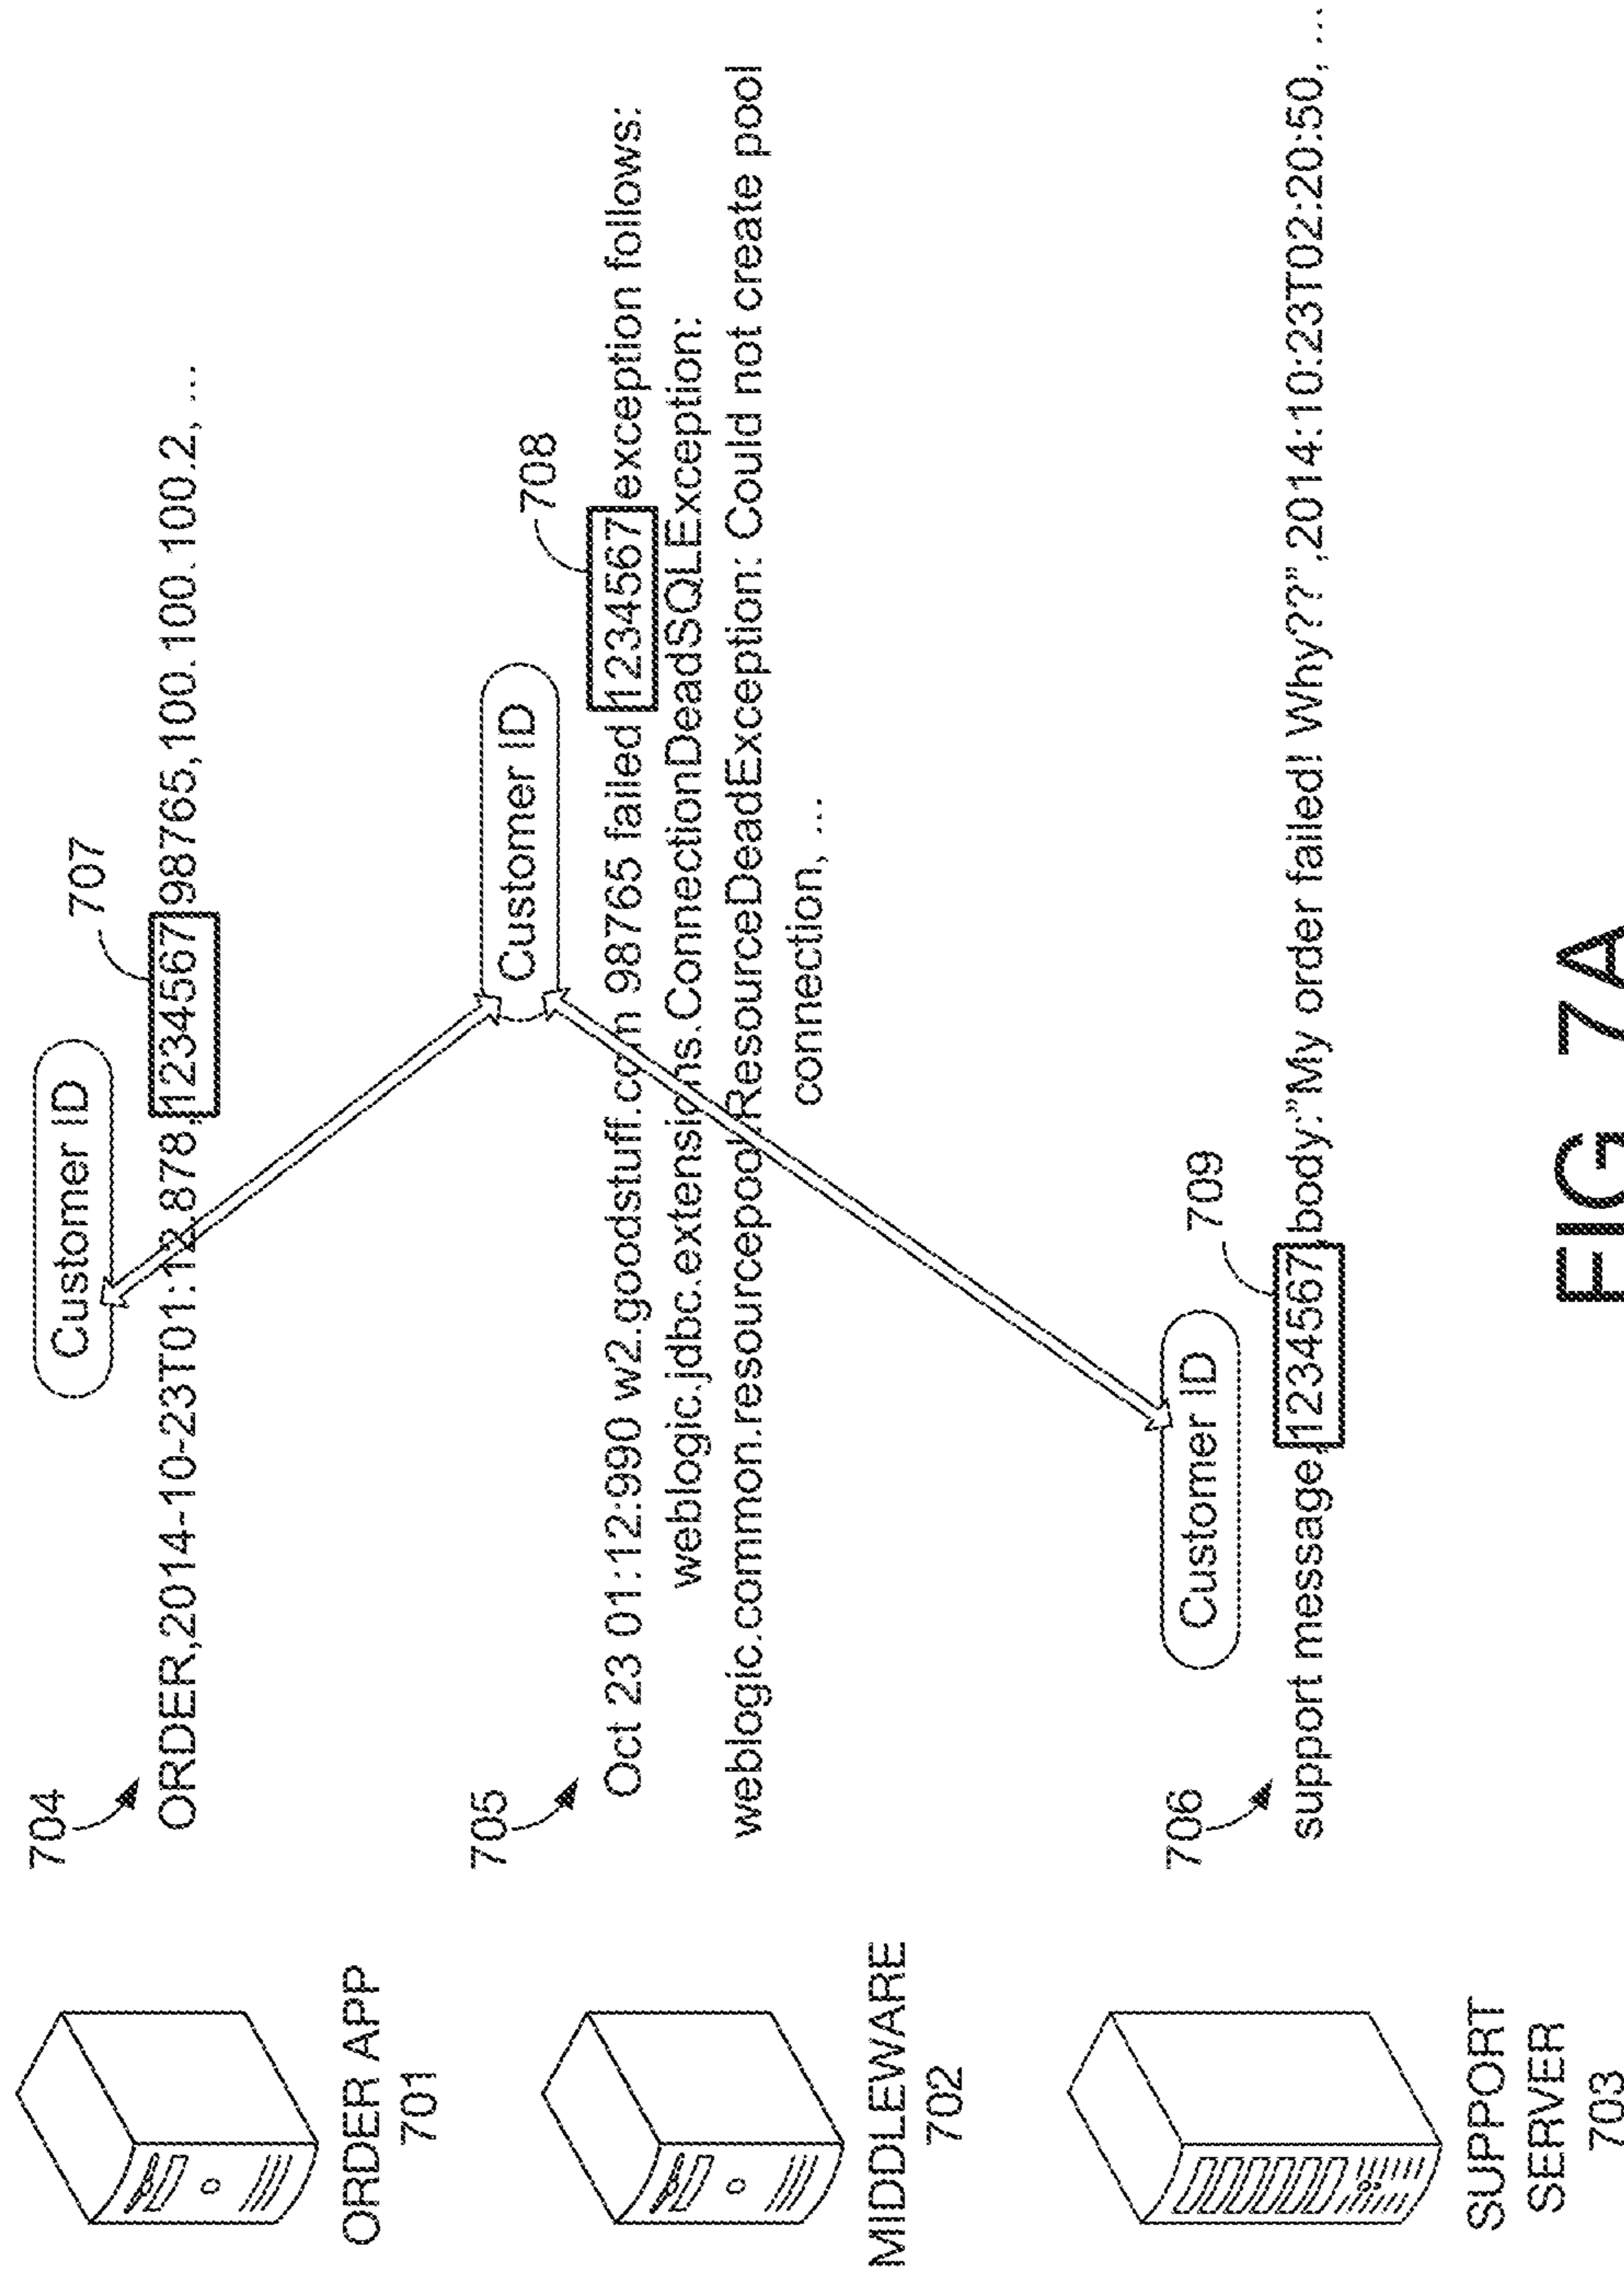 704
Customer ID
707
ORDER,2014-10-23T01:12.878,1234567,98765,100.100.100.2, ...
ORDER APP
701
705
Customer ID
708
Oct 23 01:12:990 w2.goodstuff.com 98765 failed 1234567 exception follows:
weblogic.jdbc.extensions.ConnectionDeadSQLException:
weblogic.common.resourcepool.ResourceDeadException: Could not create pool
connection, ...
MIDDLEWARE
702
706
Customer ID
709
support message,1234567,body:"My order failed! Why??",2014:10:23T02:20:50, ...
SUPPORT
SERVER
703
FIG 7A